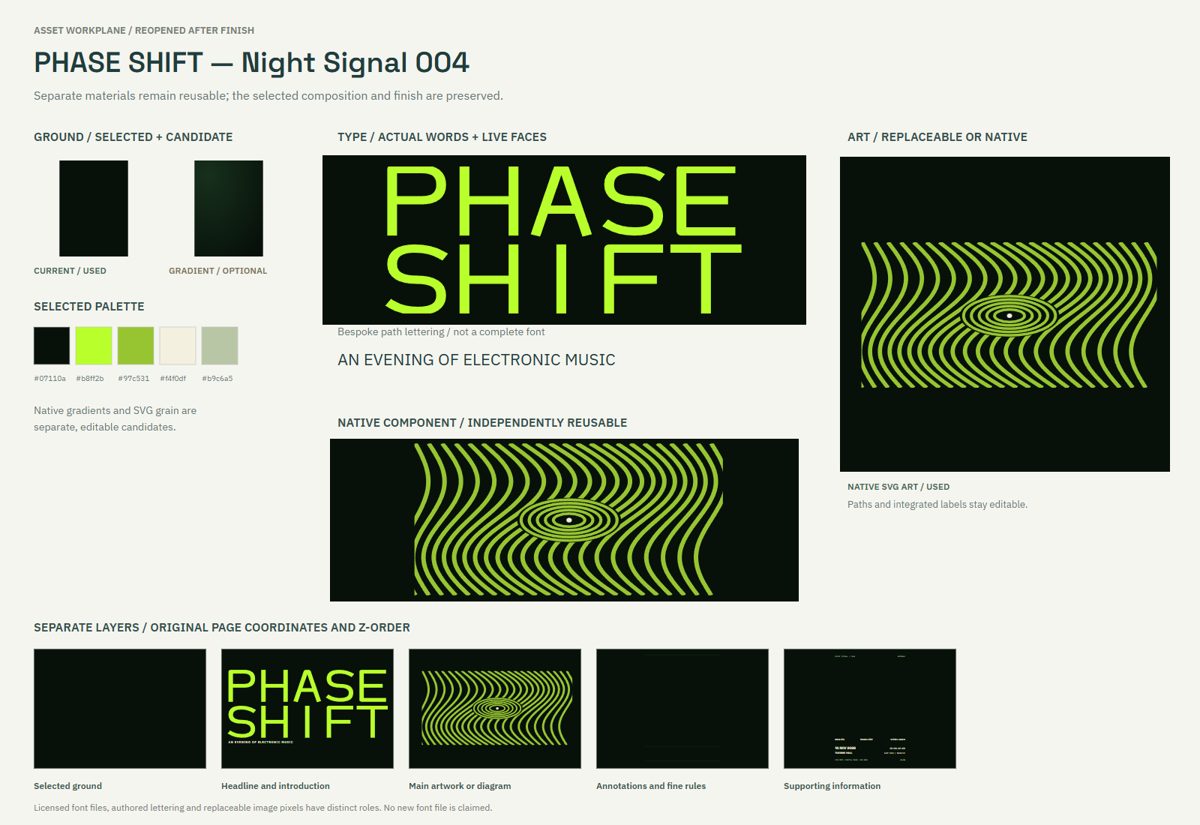 ASSET WORKPLANE / REOPENED AFTER FINISH
PHASE SHIFT — Night Signal 004
Separate materials remain reusable; the selected composition and finish are preserved.
GROUND / SELECTED + CANDIDATE
CURRENT / USED
GRADIENT / OPTIONAL
SELECTED PALETTE
#07110a #b8ff2b #97c531 #f4f0df #b9c6a5
Native gradients and SVG grain are
separate, editable candidates.
TYPE / ACTUAL WORDS + LIVE FACES
PHASE
SHIFT
Bespoke path lettering / not a complete font
AN EVENING OF ELECTRONIC MUSIC
NATIVE COMPONENT / INDEPENDENTLY REUSABLE
ART / REPLACEABLE OR NATIVE
NATIVE SVG ART / USED
Paths and integrated labels stay editable.
SEPARATE LAYERS / ORIGINAL PAGE COORDINATES AND Z-ORDER
PHASE
SHIFT
AN EVENING OF ELECTRONIC MUSIC
Selected ground
Headline and introduction
Main artwork or diagram
Annotations and fine rules
Supporting information
Licensed font files, authored lettering and replaceable image pixels have distinct roles. No new font file is claimed.